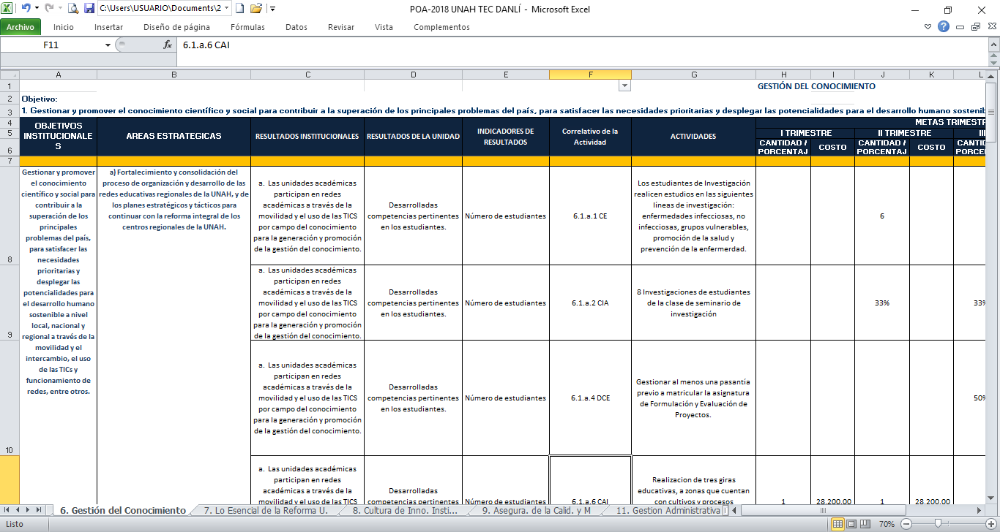 C:\Users\USUARIO\Documents\2
POA-2018 UNAH TEC DANLÍ - Microsoft Excel
Archivo Inicio Insertar Diseño de página Fórmulas Datos Revisar Vista Complementos
F11 fx 6.1.a.6 CAI
A B C D E F G H I J K L
1 GESTIÓN DEL CONOCIMIENTO
2 Objetivo:
3 1. Gestionar y promover el conocimiento científico y social para contribuir a la superación de los principales problemas del país, para satisfacer las necesidades prioritarias y desplegar las potencialidades para el desarrollo humano sostenib
4
5
6
7
OBJETIVOS
INSTITUCIONALE
S
AREAS ESTRATEGICAS
RESULTADOS INSTITUCIONALES
RESULTADOS DE LA UNIDAD
INDICADORES DE
RESULTADOS
Correlativo de la
Actividad
ACTIVIDADES
METAS TRIMESTR
I TRIMESTRE II TRIMESTRE III
CANTIDAD /
PORCENTAJ
COSTO
CANTIDAD /
PORCENTAJ
COSTO
CANTID
PORCE
Gestionar y promover
el conocimiento
científico y social para
contribuir a la
superación de los
principales
problemas del país,
para satisfacer las
necesidades
prioritarias y
desplegar las
potencialidades para
el desarrollo humano
sostenible a nivel
local, nacional y
regional a través de la
movilidad y el
intercambio, el uso
de las TICs y
funcionamiento de
redes, entre otros.
a) Fortalecimiento y consolidación del
proceso de organización y desarrollo de las
redes educativas regionales de la UNAH, y de
los planes estratégicos y tácticos para
continuar con la reforma integral de los
centros regionales de la UNAH.
8
a. Las unidades académicas
participan en redes
académicas a través de la
movilidad y el uso de las TICS
por campo del conocimiento
para la generación y promoción
de la gestión del conocimiento.
Desarrolladas
competencias pertinentes
en los estudiantes.
Número de estudiantes
6.1.a.1 CE
Los estudiantes de Investigación
realicen estudios en las siguientes
líneas de investigación:
enfermedades infecciosas, no
infecciosas, grupos vulnerables,
promoción de la salud y
prevención de la enfermerdad.
6
9
a. Las unidades académicas
participan en redes
académicas a través de la
movilidad y el uso de las TICS
por campo del conocimiento
para la generación y promoción
de la gestión del conocimiento.
Desarrolladas
competencias pertinentes
en los estudiantes.
Número de estudiantes
6.1.a.2 CIA
8 Investigaciones de estudiantes
de la clase de seminario de
investigación
33%
33%
10
a. Las unidades académicas
participan en redes
académicas a través de la
movilidad y el uso de las TICS
por campo del conocimiento
para la generación y promoción
de la gestión del conocimiento.
Desarrolladas
competencias pertinentes
en los estudiantes.
Número de estudiantes
6.1.a.4 DCE
Gestionar al menos una pasantía
previo a matricular la asignatura
de Formulación y Evaluación de
Proyectos.
50%
a. Las unidades académicas
participan en redes
académicas a través de la
movilidad y el uso de las TICS
Desarrolladas
competencias pertinentes
Número de estudiantes
6.1.a.6 CAI
Realizacion de tres giras
educativas, a zonas que cuentan
con cultivos y procesos
1
28,200.00
1
28,200.00
6. Gestión del Conocimiento 7. Lo Esencial de la Reforma U. 8. Cultura de Inno. Insti... 9. Asegura. de la Calid. y M 11. Gestion Administrativa
Listo 70%